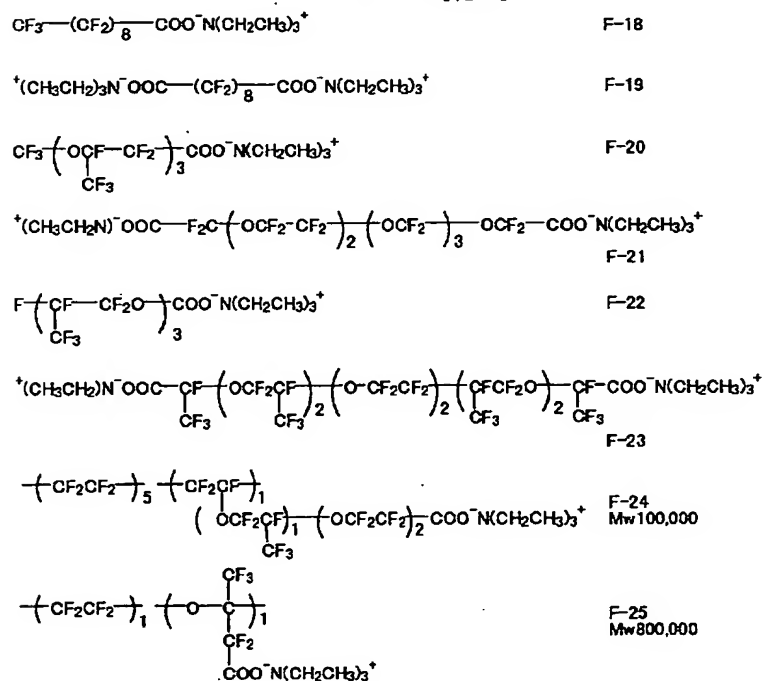 CF3—(CF2)8—COO⁻N(CH2CH3)3⁺ F-18
⁺(CH3CH2)3N⁻OOC—(CF2)8—COO⁻N(CH2CH3)3⁺ F-19
CF3—(OCF—CF2)3—COO⁻N(CH2CH3)3⁺ F-20
CF3
⁺(CH3CH2N)⁻OOC—F2C—(OCF2-CF2)2—(OCF2)3—OCF2—COO⁻N(CH2CH3)3⁺
F-21
F—(CF—CF2O)3—COO⁻N(CH2CH3)3⁺ F-22
CF3
⁺(CH3CH2)N⁻OOC—CF—(OCF2CF)2—(O-CF2CF2)2—(CFCF2O)2—CF—COO⁻N(CH2CH3)3⁺
CF3 CF3 CF3 CF3
F-23
—(CF2CF2)5—(CF2CF)1 F-24
(OCF2CF)1—(OCF2CF2)2—COO⁻N(CH2CH3)3⁺ Mw100,000
CF3
CF3
—(CF2CF2)1—(O—C)1 F-25
CF2 Mw800,000
COO⁻N(CH2CH3)3⁺